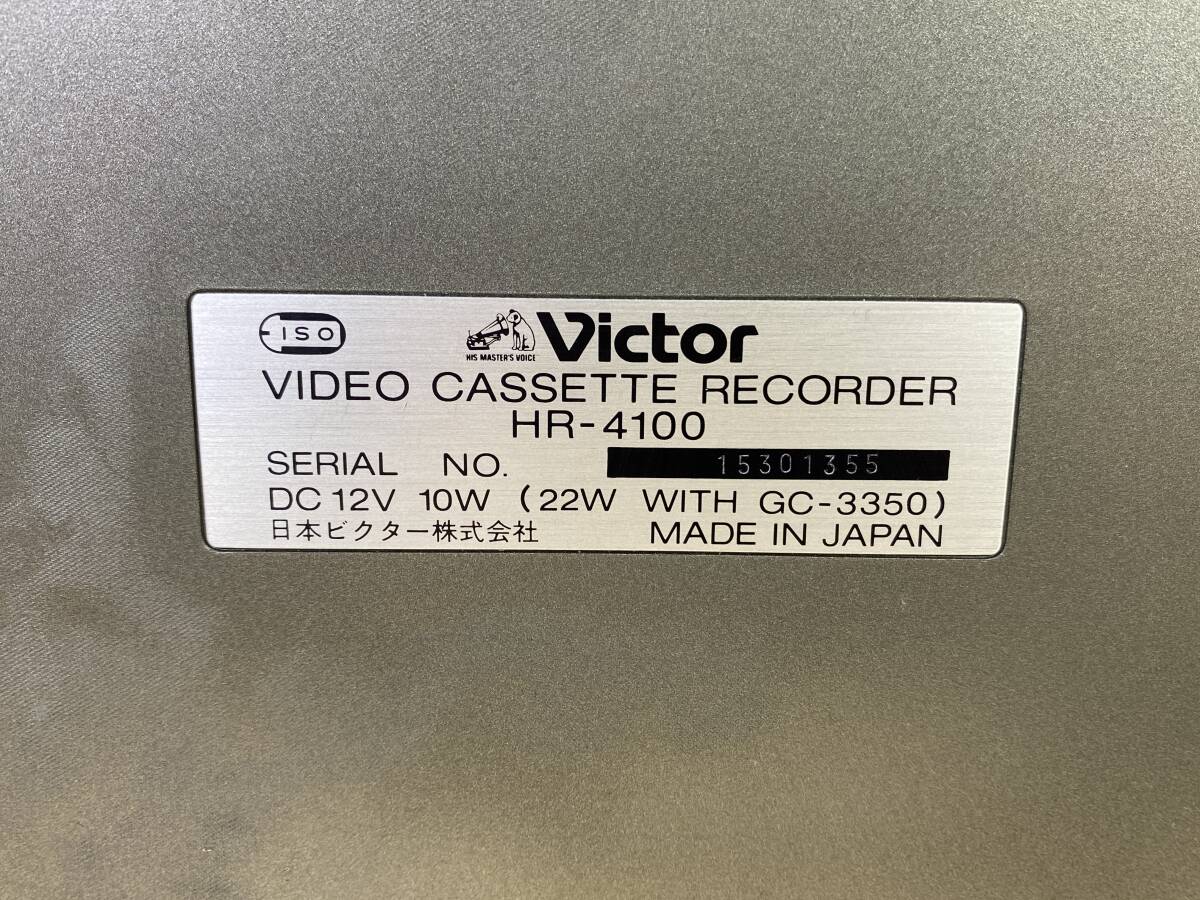 ISO
HIS MASTER'S VOICE Victor
VIDEO CASSETTE RECORDER
HR-4100
SERIAL NO. 15301355
DC 12V 10W (22W WITH GC-3350)
日本ビクター株式会社 MADE IN JAPAN